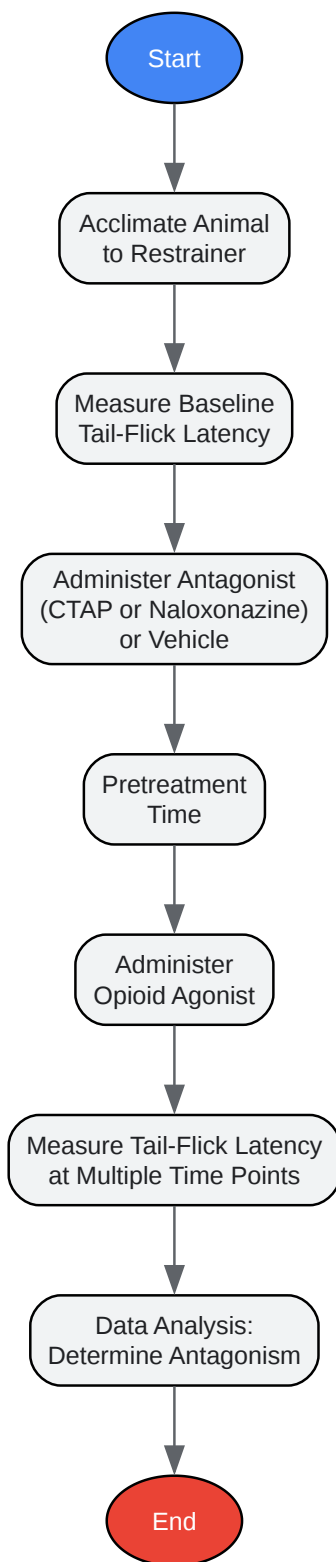 Start
Acclimate Animal
to Restrainer
Measure Baseline
Tail-Flick Latency
Administer Antagonist
(CTAP or Naloxonazine)
or Vehicle
Pretreatment
Time
Administer
Opioid Agonist
Measure Tail-Flick Latency
at Multiple Time Points
Data Analysis:
Determine Antagonism
End